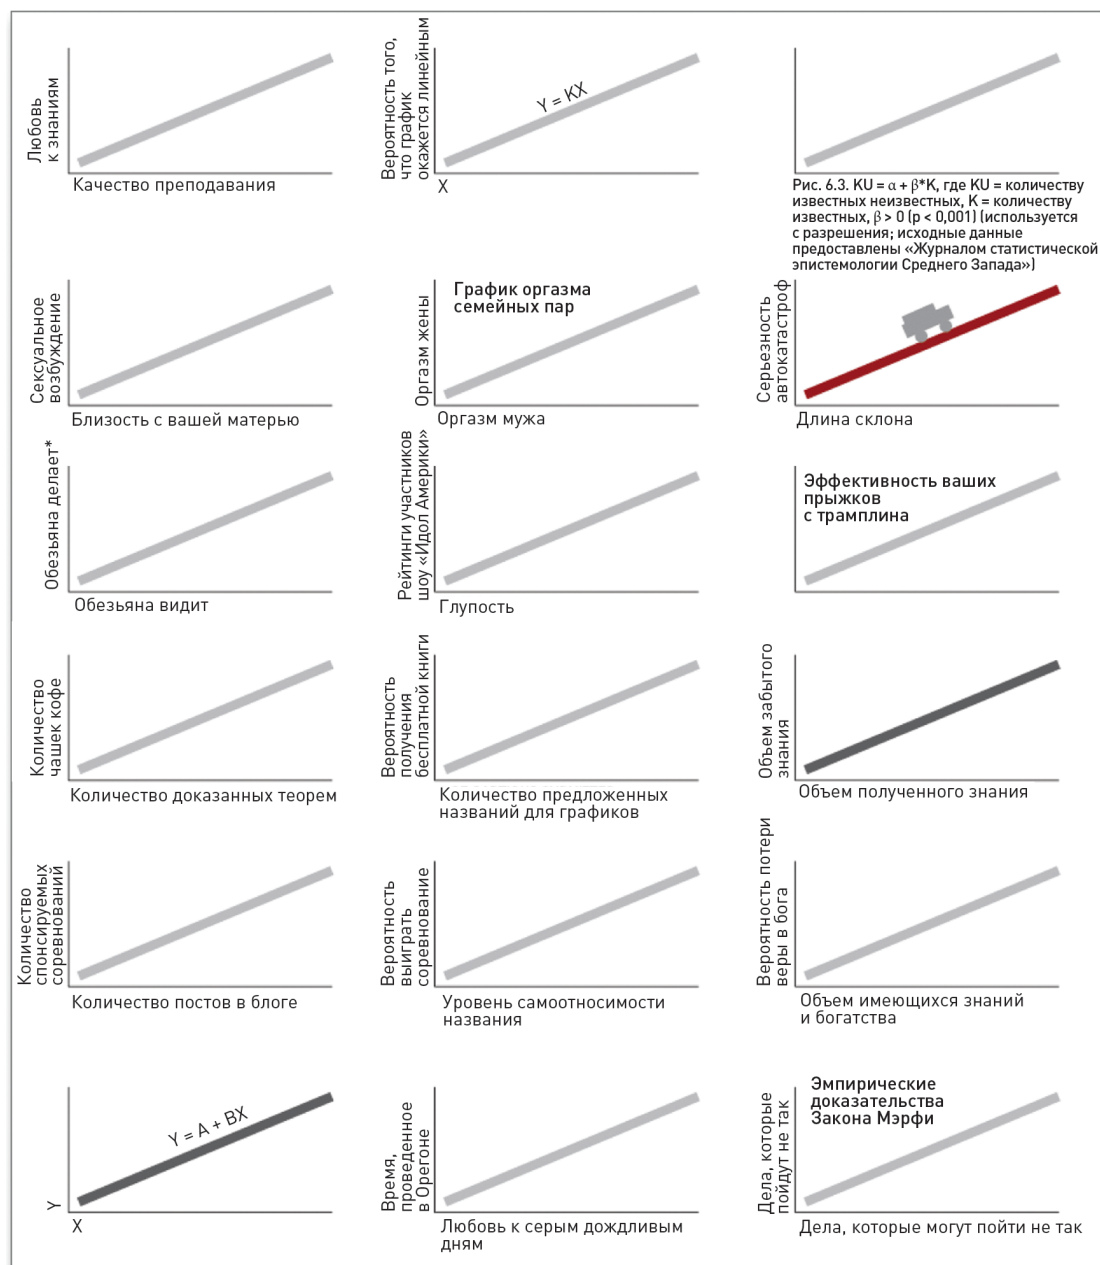 Любовь
к знаниям
Качество преподавания
Вероятность того,
что график
окажется линейным
Y = KX
X
Рис. 6.3. KU = α + β*K, где KU = количеству
известных неизвестных, K = количеству
известных, β > 0 (p < 0,001) (используется
с разрешения; исходные данные
предоставлены «Журналом статистической
эпистемологии Среднего Запада»)
Сексуальное
возбуждение
Близость с вашей матерью
График оргазма
семейных пар
Оргазм жены
Оргазм мужа
Серьезность
автокатастроф
Длина склона
Обезьяна делает*
Обезьяна видит
Рейтинги участников
шоу «Идол Америки»
Глупость
Эффективность ваших
прыжков
с трамплина
Количество
чашек кофе
Количество доказанных теорем
Вероятность
получения
бесплатной книги
Количество предложенных
названий для графиков
Объем забытого
знания
Объем полученного знания
Количество
спонсируемых
соревнований
Количество постов в блоге
Вероятность
выиграть
соревнование
Уровень самоотносимости
названия
Вероятность потери
веры в бога
Объем имеющихся знаний
и богатства
Y = A + BX
Y
X
Время,
проведенное
в Орегоне
Любовь к серым дождливым
дням
Эмпирические
доказательства
Закона Мэрфи
Дела, которые
пойдут не так
Дела, которые могут пойти не так